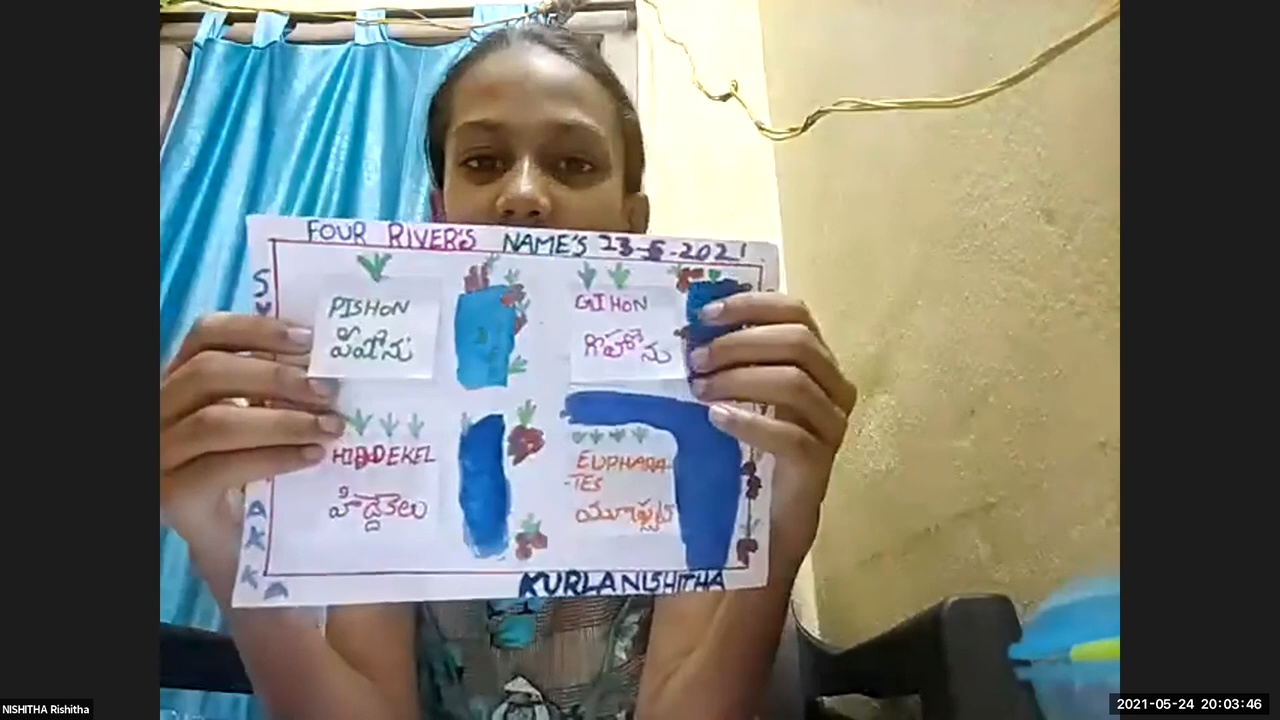 FOUR RIVER'S NAME'S 23-5-2021
PISHON
పీషోను
GIHON
గీహోను
HIDDEKEL
హిద్దెకెలు
EUPHARA-
-TES
యూఫ్రట
KURLANISHITHA
NISHITHA Rishitha
2021-05-24 20:03:46